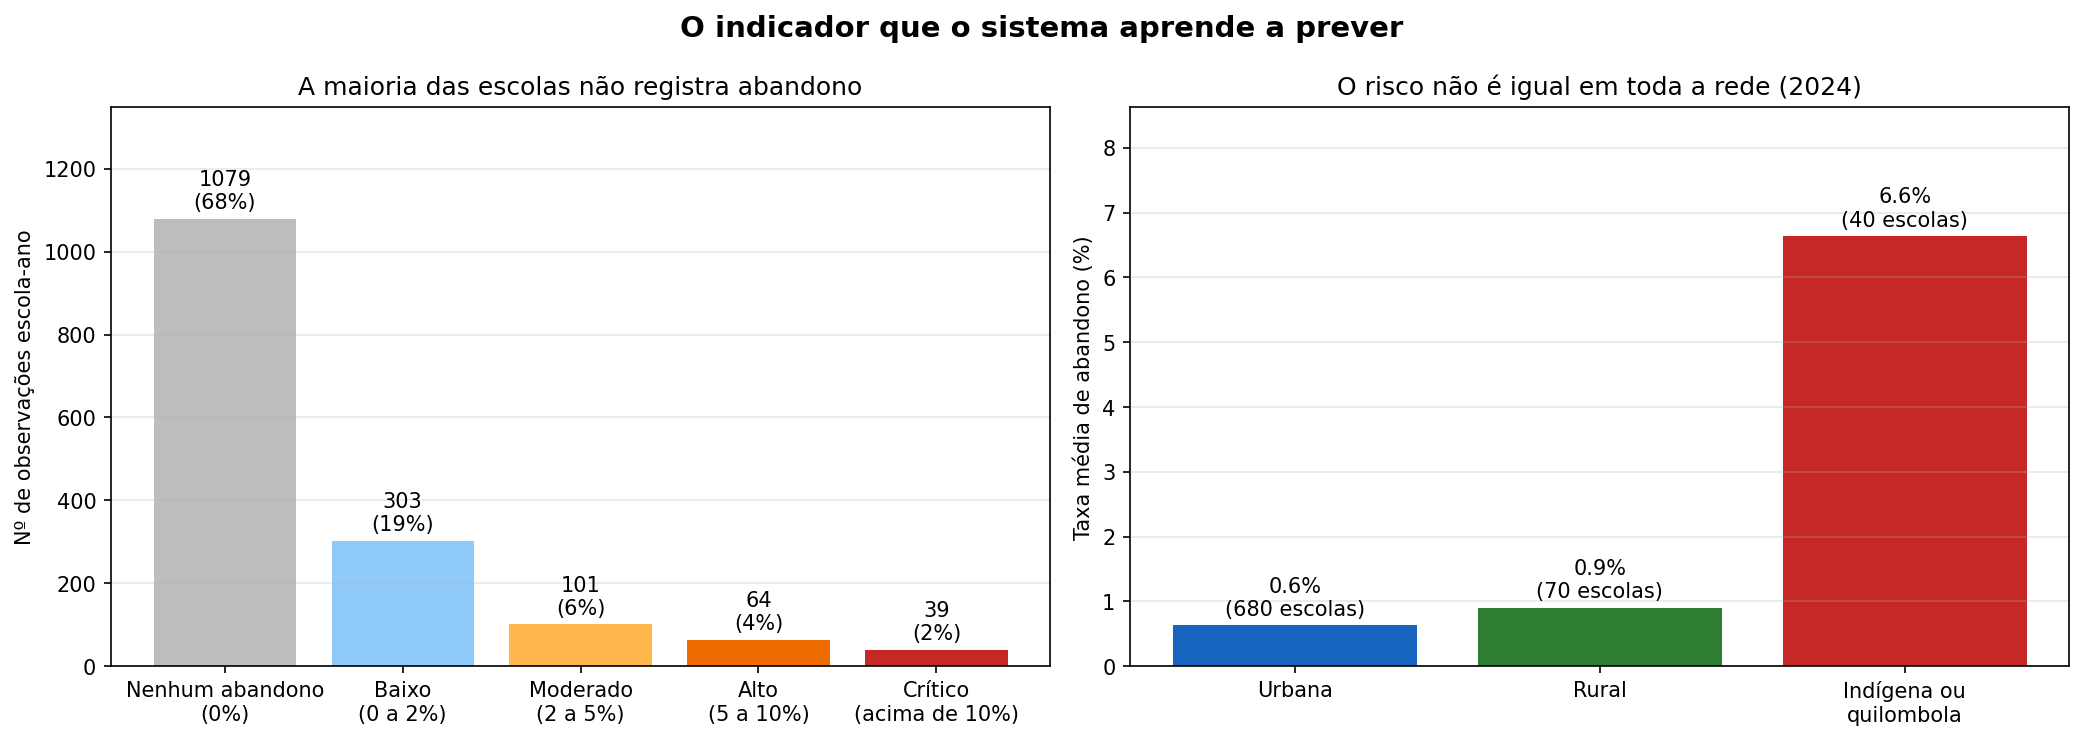 O indicador que o sistema aprende a prever
A maioria das escolas não registra abandono
Nº de observações escola-ano
1200
1000
800
600
400
200
0
1079
(68%)
303
(19%)
101
(6%)
64
(4%)
39
(2%)
Nenhum abandono
(0%)
Baixo
(0 a 2%)
Moderado
(2 a 5%)
Alto
(5 a 10%)
Crítico
(acima de 10%)
O risco não é igual em toda a rede (2024)
Taxa média de abandono (%)
8
7
6
5
4
3
2
1
0
0.6%
(680 escolas)
0.9%
(70 escolas)
6.6%
(40 escolas)
Urbana
Rural
Indígena ou
quilombola